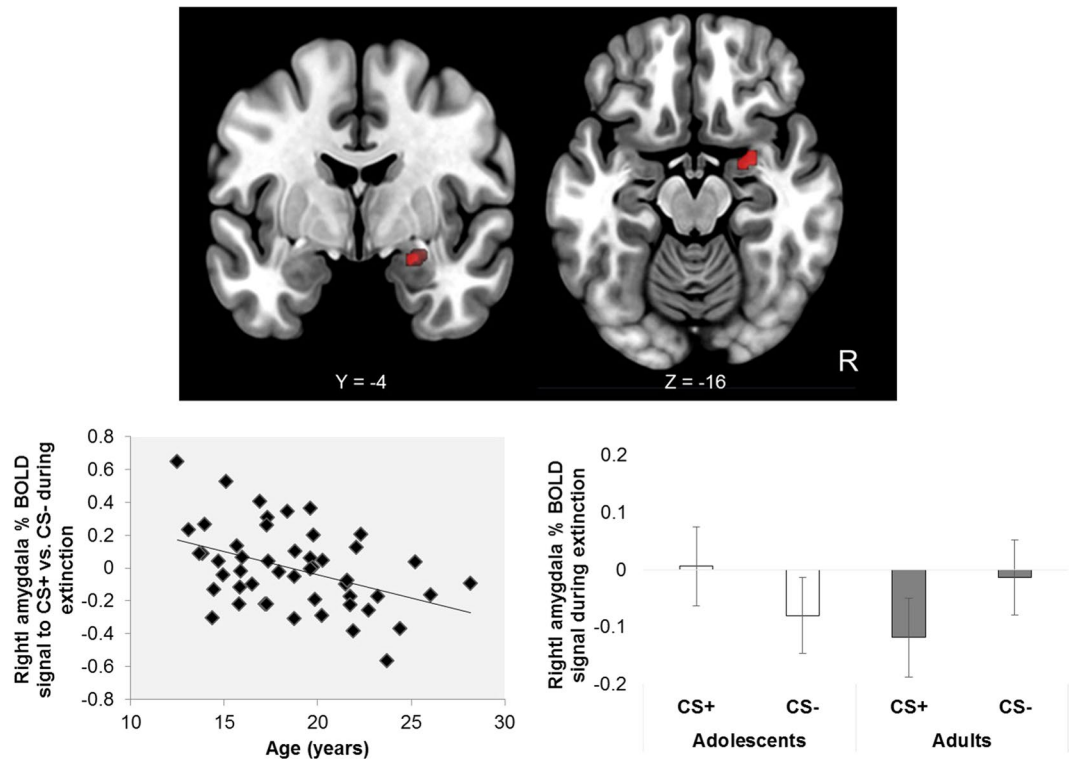 R
Y = -4
Z = -16
Rightl amygdala % BOLD
signal to CS+ vs. CS- during
extinction
0.8
0.6
0.4
0.2
0
-0.2
-0.4
-0.6
-0.8
10
15
20
25
30
Age (years)
Rightl amygdala % BOLD
signal during extinction
0.2
0.1
0
-0.1
-0.2
CS+
CS-
CS+
CS-
Adolescents
Adults